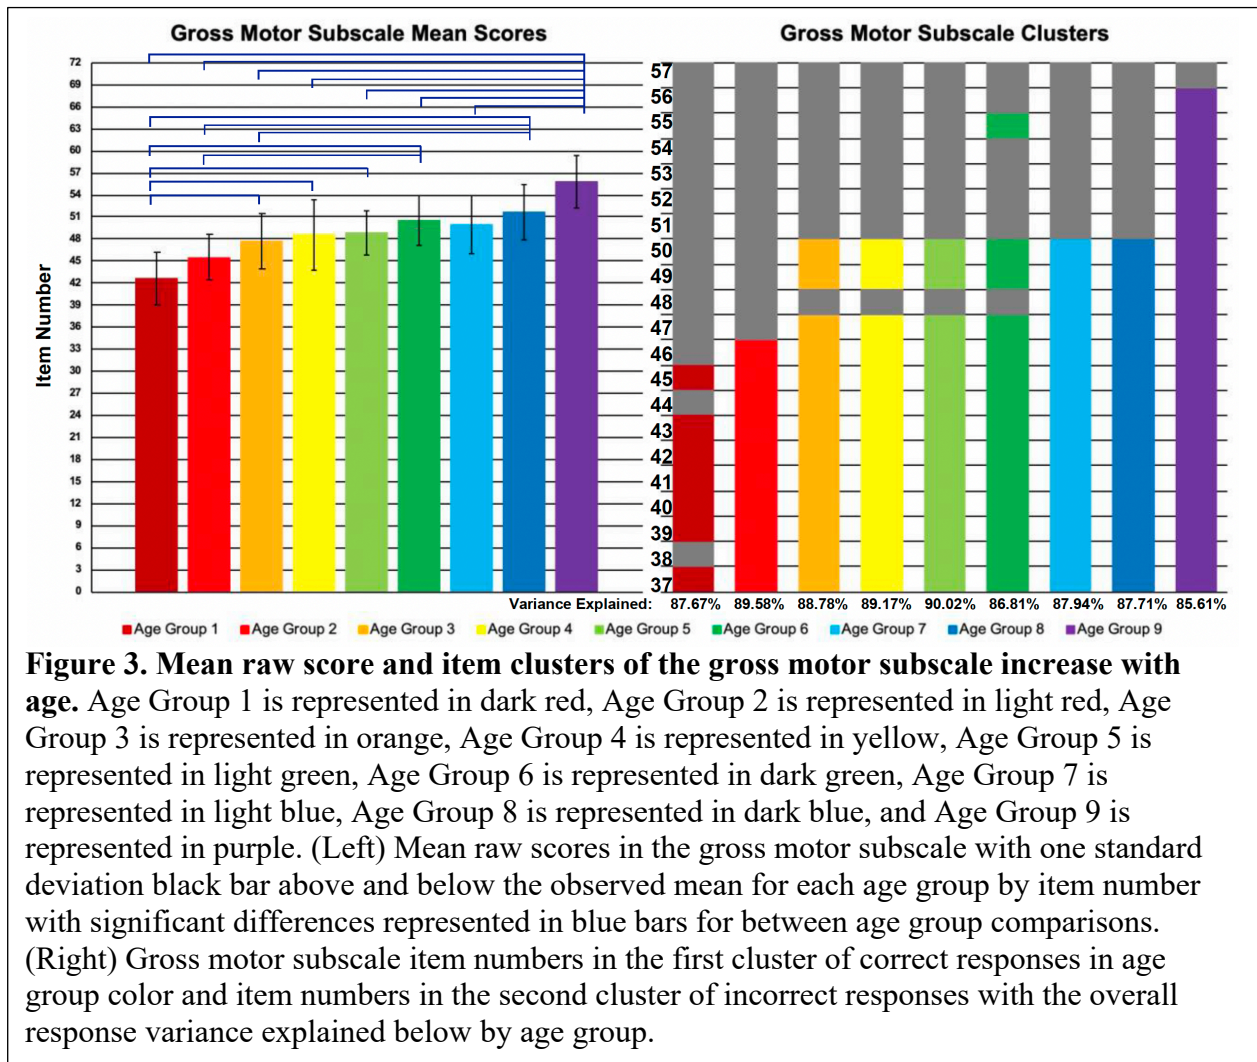 Gross Motor Subscale Mean Scores
Item Number
72
69
66
63
60
57
54
51
48
45
42
39
36
33
30
27
24
21
18
15
12
9
6
3
0
Gross Motor Subscale Clusters
57
56
55
54
53
52
51
50
49
48
47
46
45
44
43
42
41
40
39
38
37
Variance Explained: 87.67% 89.58% 88.78% 89.17% 90.02% 86.81% 87.94% 87.71% 85.61%
Age Group 1 Age Group 2 Age Group 3 Age Group 4 Age Group 5 Age Group 6 Age Group 7 Age Group 8 Age Group 9
Figure 3. Mean raw score and item clusters of the gross motor subscale increase with
age. Age Group 1 is represented in dark red, Age Group 2 is represented in light red, Age
Group 3 is represented in orange, Age Group 4 is represented in yellow, Age Group 5 is
represented in light green, Age Group 6 is represented in dark green, Age Group 7 is
represented in light blue, Age Group 8 is represented in dark blue, and Age Group 9 is
represented in purple. (Left) Mean raw scores in the gross motor subscale with one standard
deviation black bar above and below the observed mean for each age group by item number
with significant differences represented in blue bars for between age group comparisons.
(Right) Gross motor subscale item numbers in the first cluster of correct responses in age
group color and item numbers in the second cluster of incorrect responses with the overall
response variance explained below by age group.